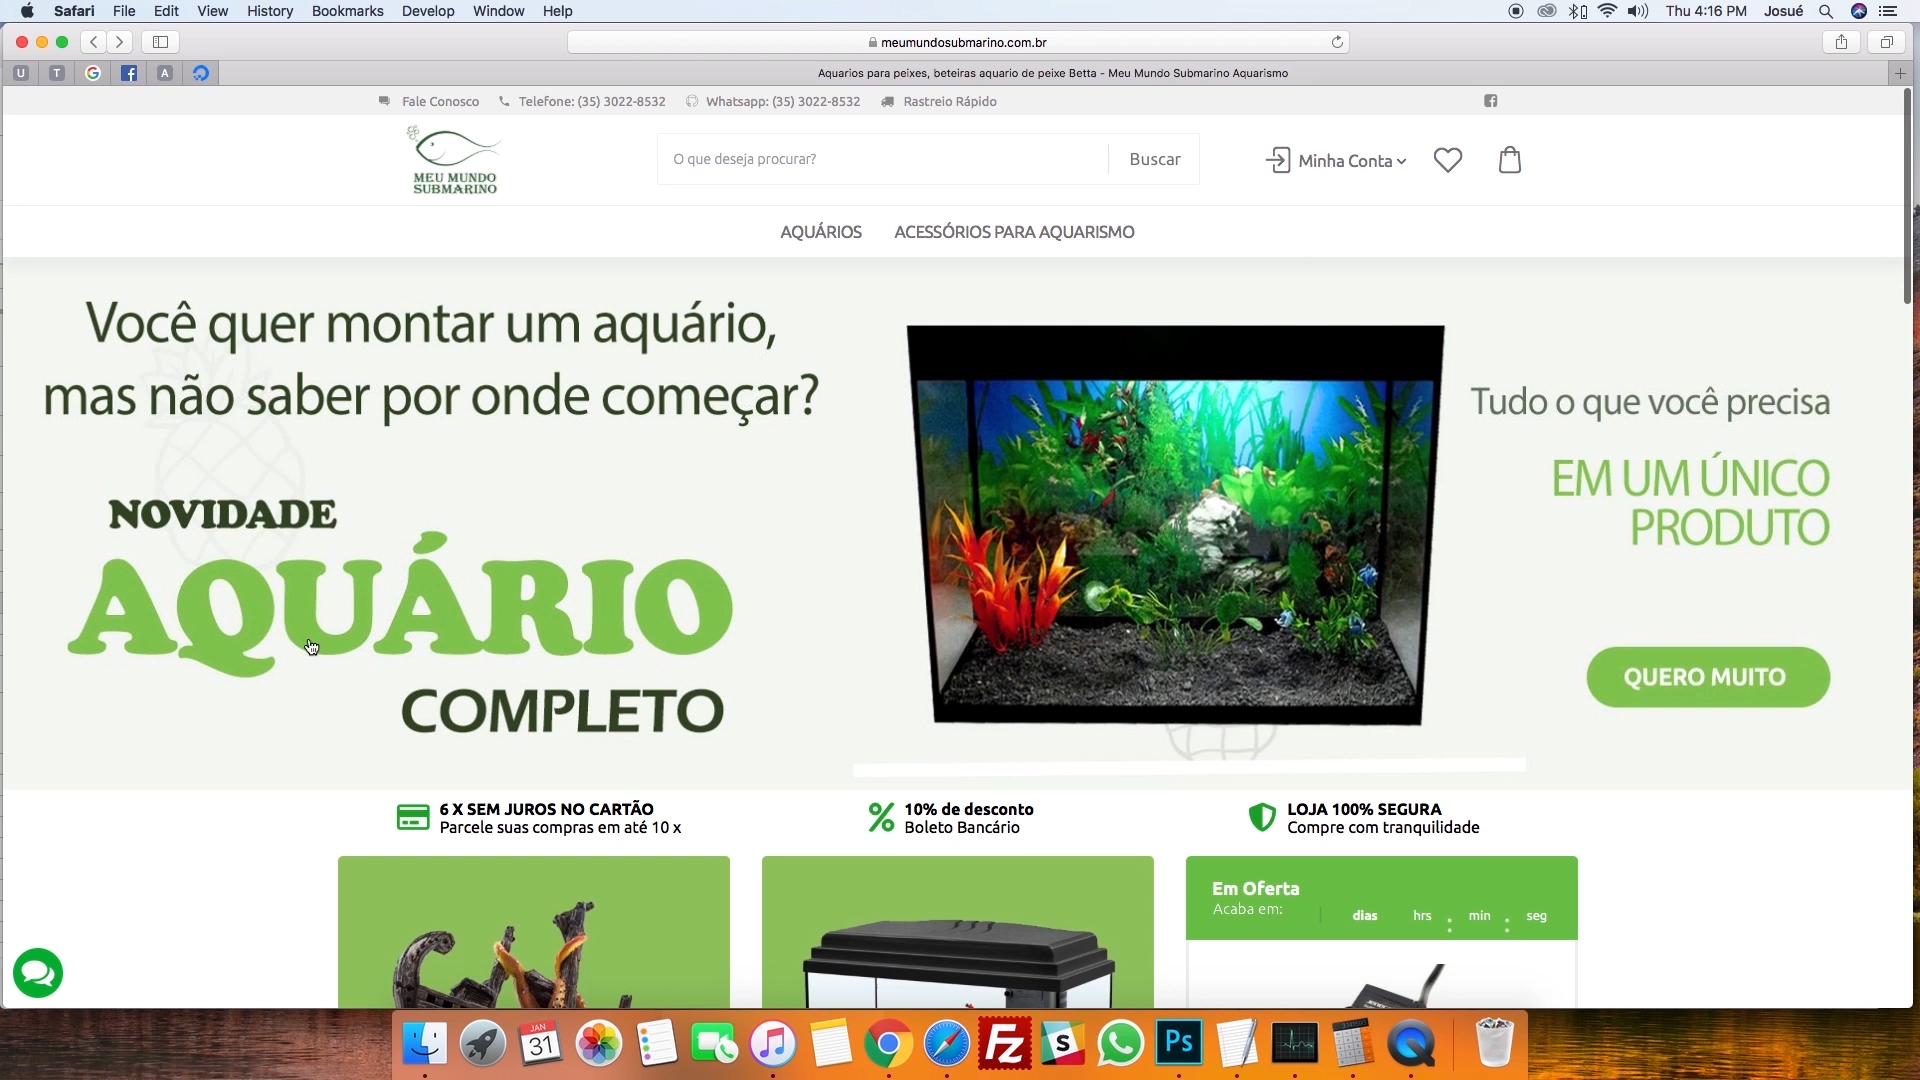 Safari File Edit View History Bookmarks Develop Window Help
Thu 4:16 PM Josué
meumundosubmarino.com.br
U T G f A
Aquarios para peixes, beteiras aquario de peixe Betta - Meu Mundo Submarino Aquarismo
Fale Conosco Telefone: (35) 3022-8532 Whatsapp: (35) 3022-8532 Rastreio Rápido
MEU MUNDO
SUBMARINO
O que deseja procurar?
Buscar
Minha Conta
AQUÁRIOS ACESSÓRIOS PARA AQUARISMO
Você quer montar um aquário,
mas não saber por onde começar?
NOVIDADE
AQUÁRIO
COMPLETO
Tudo o que você precisa
EM UM ÚNICO
PRODUTO
QUERO MUITO
6 X SEM JUROS NO CARTÃO
Parcele suas compras em até 10 x
10% de desconto
Boleto Bancário
LOJA 100% SEGURA
Compre com tranquilidade
Em Oferta
Acaba em:
dias hrs : min : seg
JAN
31
Fz
S
Ps